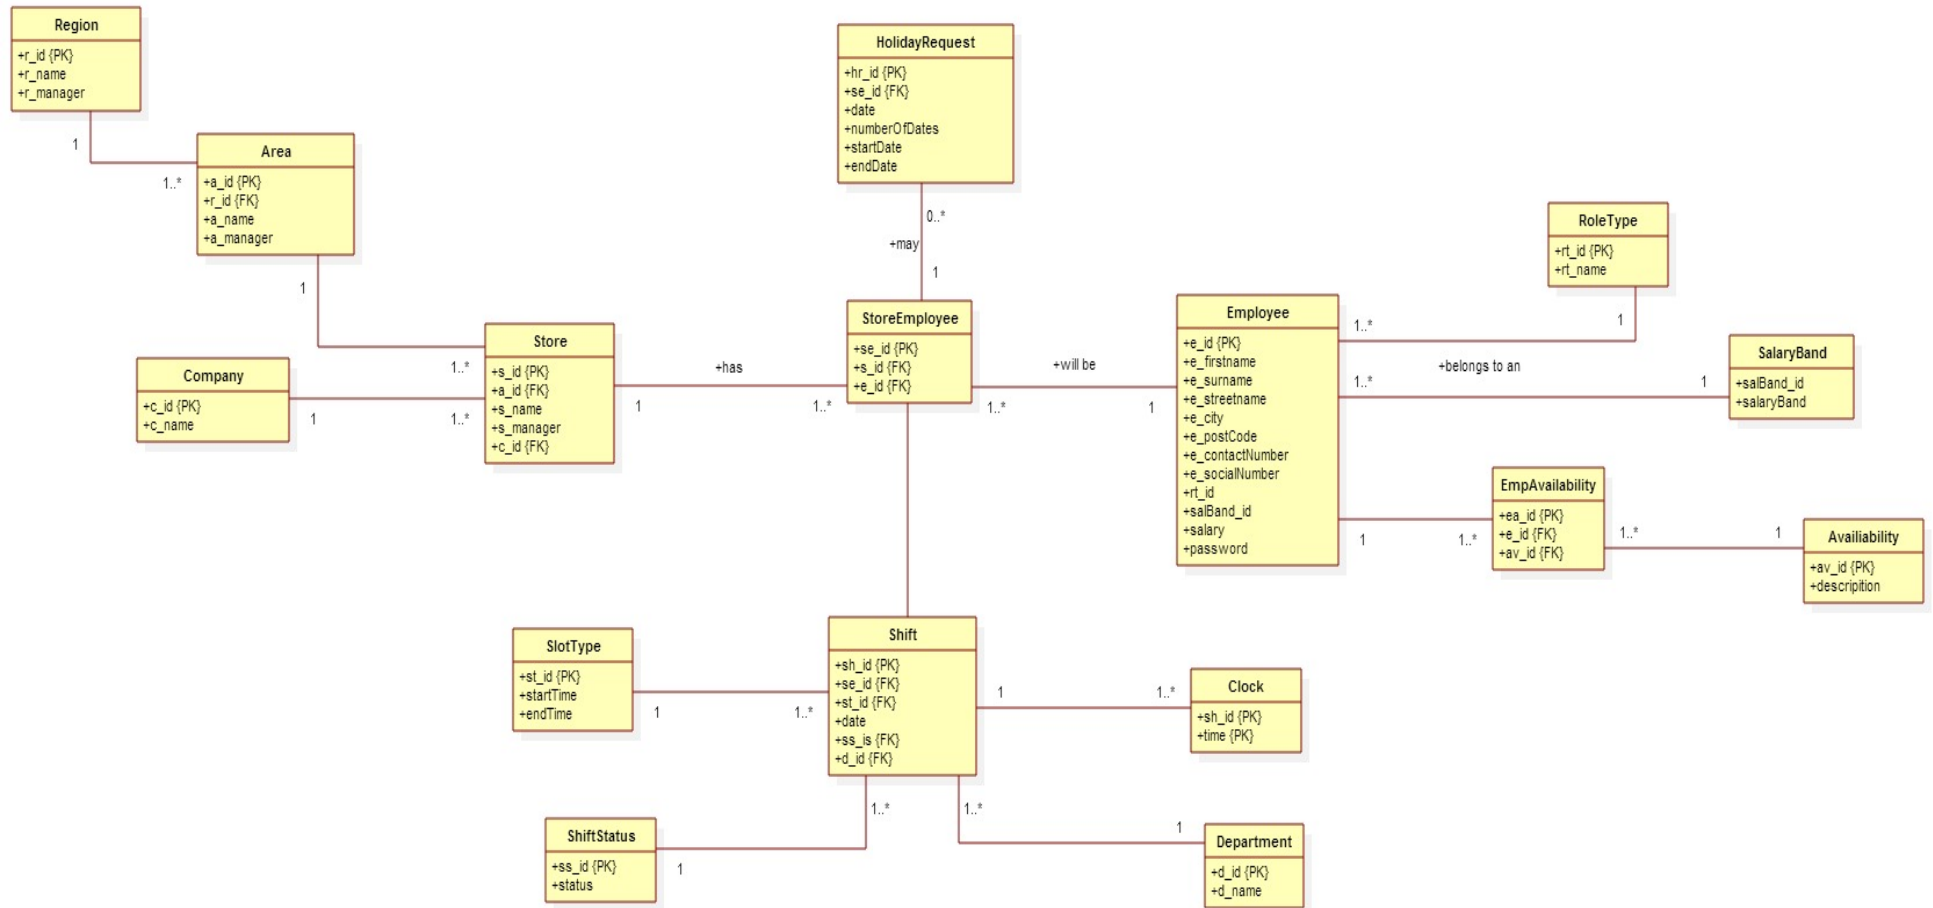 Region
+r_id {PK}
+r_name
+r_manager
1
1..*
Area
+a_id {PK}
+r_id {FK}
+a_name
+a_manager
1
1..*
HolidayRequest
+hr_id {PK}
+se_id {FK}
+date
+numberOfDates
+startDate
+endDate
0..*
+may
1
Company
+c_id {PK}
+c_name
1
1..*
Store
+s_id {PK}
+a_id {FK}
+s_name
+s_manager
+c_id {FK}
+has
1
1..*
StoreEmployee
+se_id {PK}
+s_id {FK}
+e_id {FK}
+will be
1..*
1
Employee
+e_id {PK}
+e_firstname
+e_surname
+e_streetname
+e_city
+e_postCode
+e_contactNumber
+e_socialNumber
+rt_id
+salBand_id
+salary
+password
RoleType
+rt_id {PK}
+rt_name
1..*
1
+belongs to an
1..*
1
SalaryBand
+salBand_id
+salaryBand
1
1..*
EmpAvailability
+ea_id {PK}
+e_id {FK}
+av_id {FK}
1..*
1
Availiability
+av_id {PK}
+descripition
SlotType
+st_id {PK}
+startTime
+endTime
1
1..*
Shift
+sh_id {PK}
+se_id {FK}
+st_id {FK}
+date
+ss_is {FK}
+d_id {FK}
1
1..*
Clock
+sh_id {PK}
+time {PK}
1..*
1..*
ShiftStatus
+ss_id {PK}
+status
1
1
Department
+d_id {PK}
+d_name